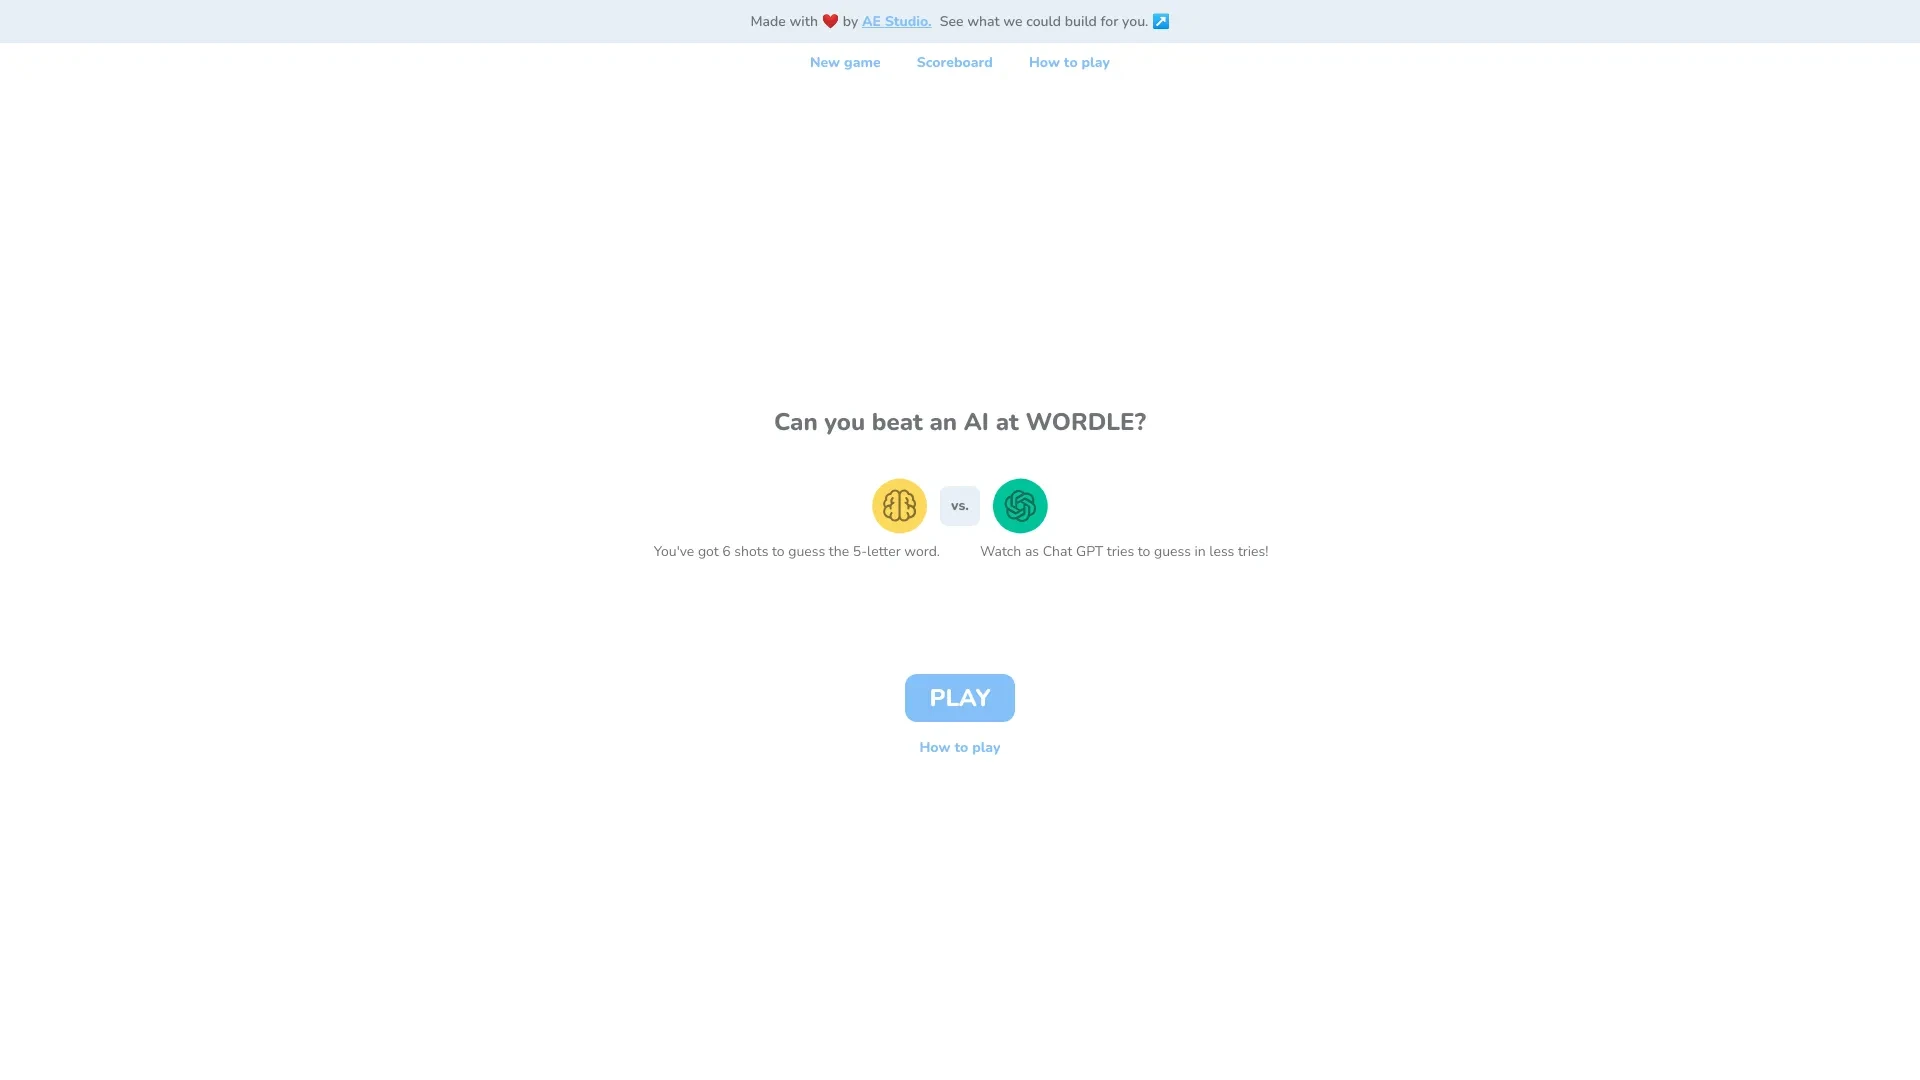 Made with ❤️ by AE Studio. See what we could build for you. ↗️
New game Scoreboard How to play
Can you beat an AI at WORDLE?
vs.
You've got 6 shots to guess the 5-letter word. Watch as Chat GPT tries to guess in less tries!
PLAY
How to play